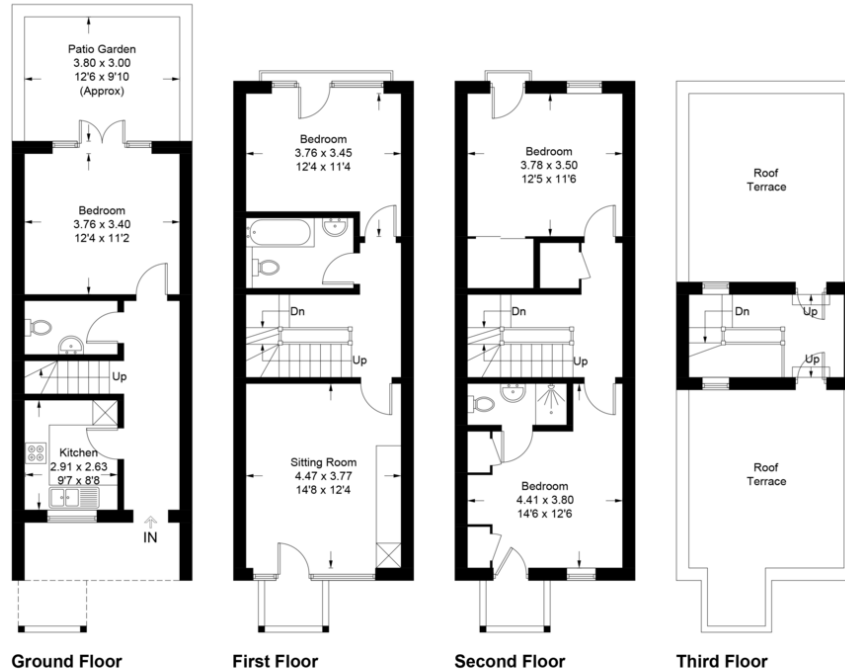 Patio Garden
3.80 x 3.00
12'6 x 9'10
(Approx)
Bedroom
3.76 x 3.40
12'4 x 11'2
Up
Kitchen
2.91 x 2.63
9'7 x 8'8
IN
Ground Floor
Bedroom
3.76 x 3.45
12'4 x 11'4
Dn
Up
Sitting Room
4.47 x 3.77
14'8 x 12'4
First Floor
Bedroom
3.78 x 3.50
12'5 x 11'6
Dn
Up
Bedroom
4.41 x 3.80
14'6 x 12'6
Second Floor
Roof
Terrace
Dn
Up
Up
Roof
Terrace
Third Floor